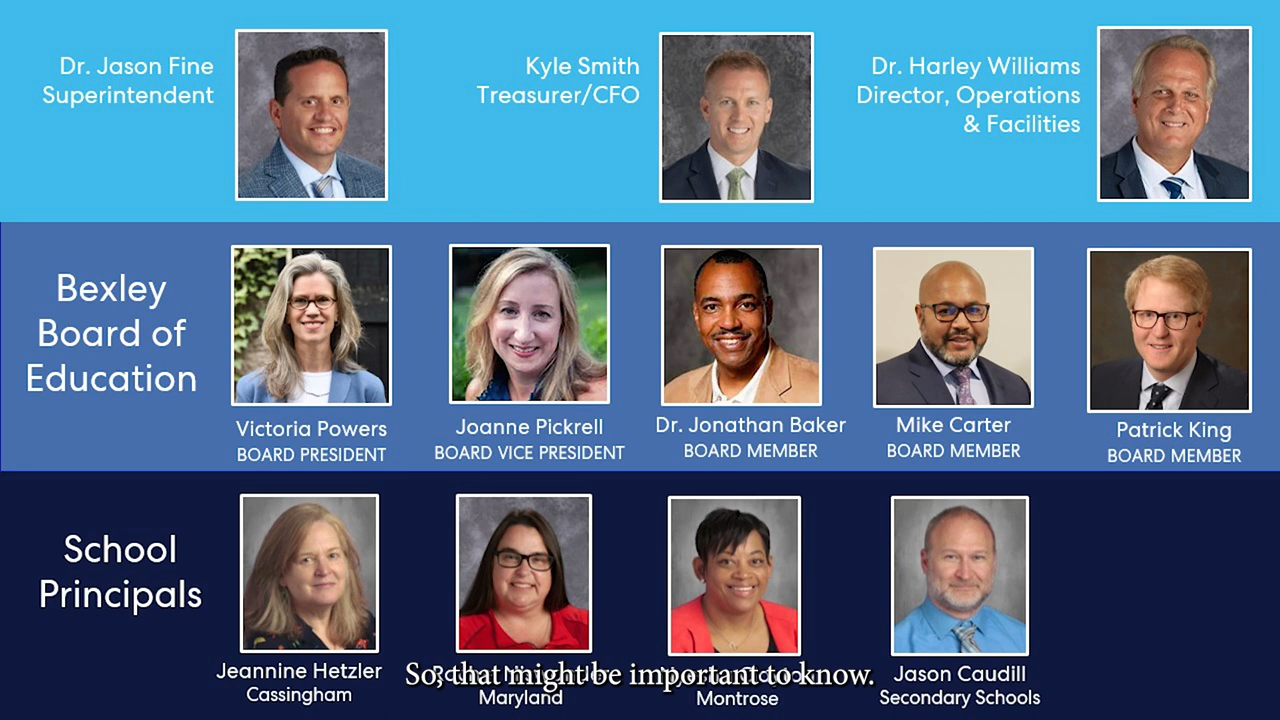 Dr. Jason Fine
Superintendent
Kyle Smith
Treasurer/CFO
Dr. Harley Williams
Director, Operations
& Facilities
Bexley
Board of
Education
Victoria Powers
BOARD PRESIDENT
Joanne Pickrell
BOARD VICE PRESIDENT
Dr. Jonathan Baker
BOARD MEMBER
Mike Carter
BOARD MEMBER
Patrick King
BOARD MEMBER
School
Principals
Jeannine Hetzler
Cassingham
Maryland
Montrose
Jason Caudill
Secondary Schools
So, that might be important to know.